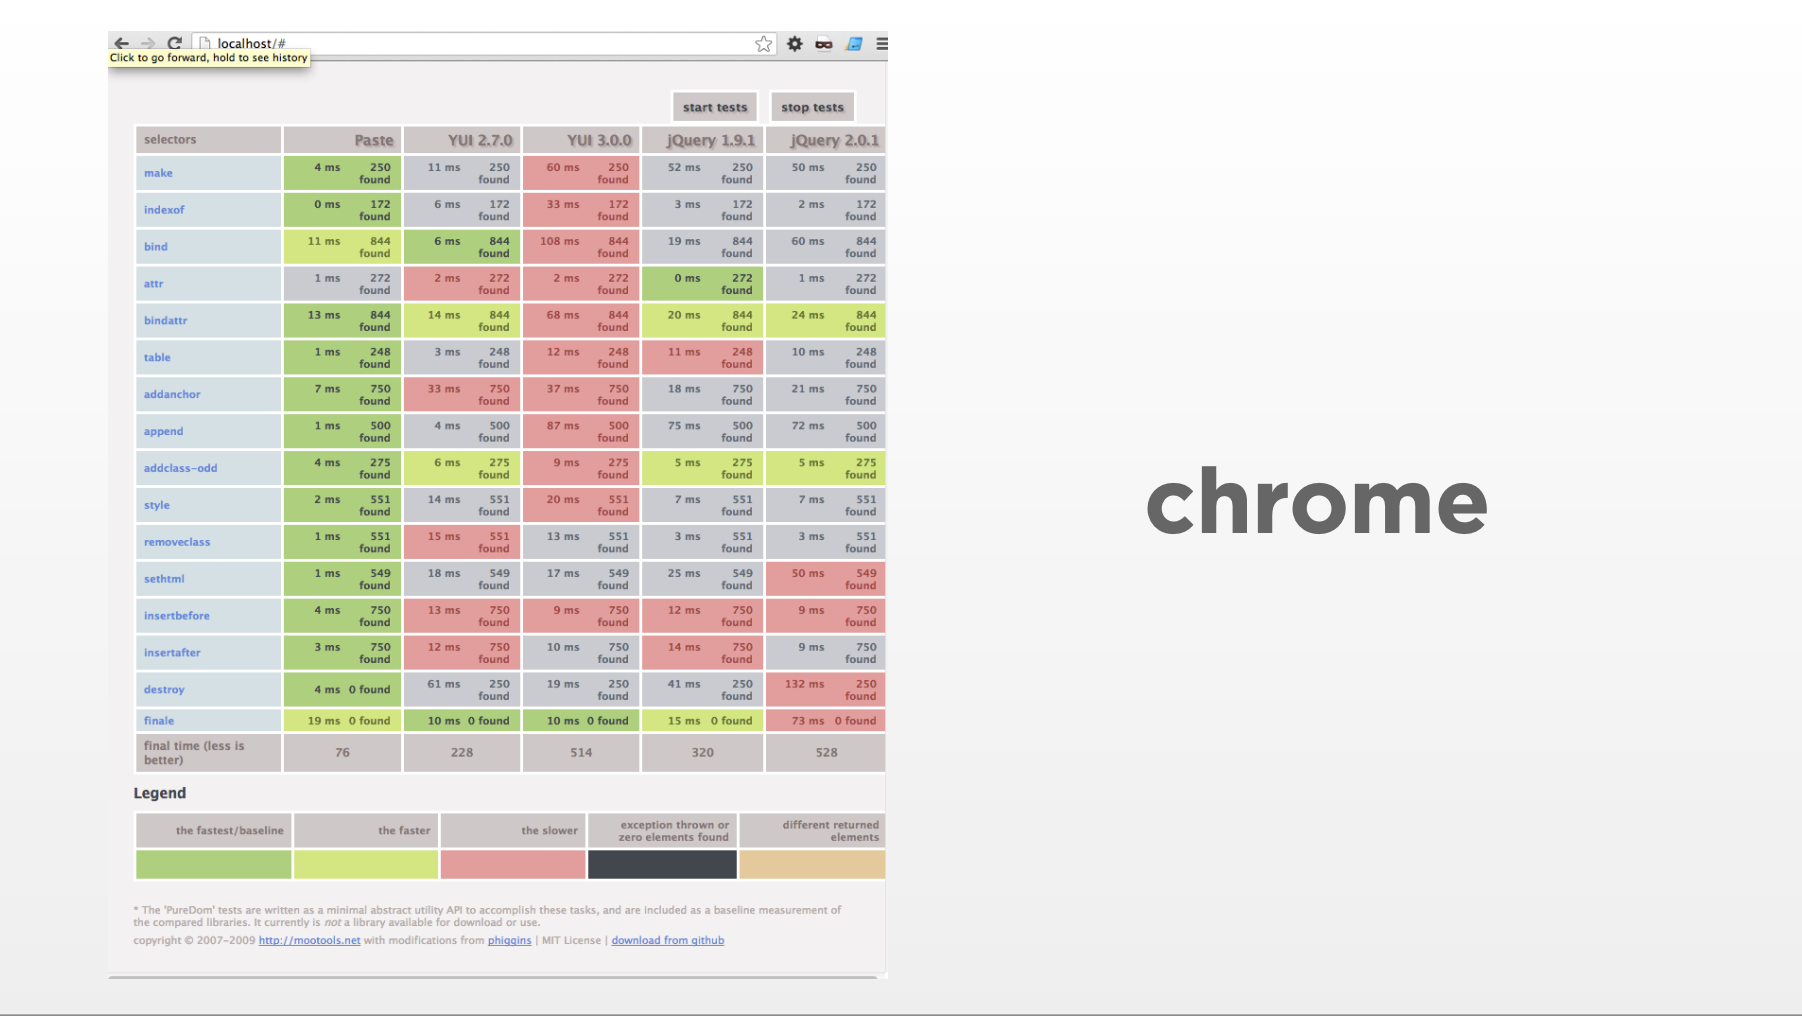 localhost/#
Click to go forward, hold to see history
start tests stop tests
selectors Paste YUI 2.7.0 YUI 3.0.0 jQuery 1.9.1 jQuery 2.0.1
make 4 ms 250 found 11 ms 250 found 60 ms 250 found 52 ms 250 found 50 ms 250 found
indexof 0 ms 172 found 6 ms 172 found 33 ms 172 found 3 ms 172 found 2 ms 172 found
bind 11 ms 844 found 6 ms 844 found 108 ms 844 found 19 ms 844 found 60 ms 844 found
attr 1 ms 272 found 2 ms 272 found 2 ms 272 found 0 ms 272 found 1 ms 272 found
bindattr 13 ms 844 found 14 ms 844 found 68 ms 844 found 20 ms 844 found 24 ms 844 found
table 1 ms 248 found 3 ms 248 found 12 ms 248 found 11 ms 248 found 10 ms 248 found
addanchor 7 ms 750 found 33 ms 750 found 37 ms 750 found 18 ms 750 found 21 ms 750 found
append 1 ms 500 found 4 ms 500 found 87 ms 500 found 75 ms 500 found 72 ms 500 found
addclass-odd 4 ms 275 found 6 ms 275 found 9 ms 275 found 5 ms 275 found 5 ms 275 found
style 2 ms 551 found 14 ms 551 found 20 ms 551 found 7 ms 551 found 7 ms 551 found
removeclass 1 ms 551 found 15 ms 551 found 13 ms 551 found 3 ms 551 found 3 ms 551 found
sethtml 1 ms 549 found 18 ms 549 found 17 ms 549 found 25 ms 549 found 50 ms 549 found
insertbefore 4 ms 750 found 13 ms 750 found 9 ms 750 found 12 ms 750 found 9 ms 750 found
insertafter 3 ms 750 found 12 ms 750 found 10 ms 750 found 14 ms 750 found 9 ms 750 found
destroy 4 ms 0 found 61 ms 250 found 19 ms 250 found 41 ms 250 found 132 ms 250 found
finale 19 ms 0 found 10 ms 0 found 10 ms 0 found 15 ms 0 found 73 ms 0 found
final time (less is better) 76 228 514 320 528
Legend
the fastest/baseline the faster the slower exception thrown or zero elements found different returned elements
* The 'PureDom' tests are written as a minimal abstract utility API to accomplish these tasks, and are included as a baseline measurement of
the compared libraries. It currently is not a library available for download or use.
copyright © 2007-2009 http://mootools.net with modifications from phiggins | MIT License | download from github
chrome